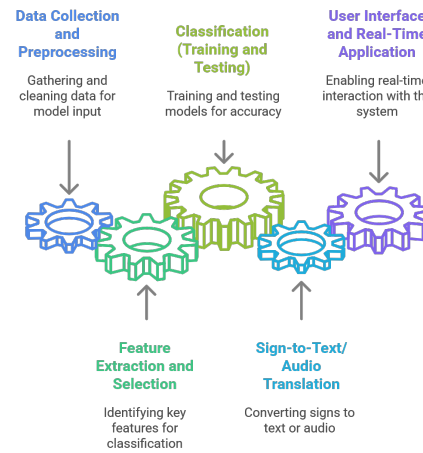 Data Collection
and
Preprocessing
Gathering and
cleaning data for
model input
Classification
(Training and
Testing)
Training and testing
models for accuracy
User Interface
and Real-Time
Application
Enabling real-time
interaction with the
system
Feature
Extraction and
Selection
Identifying key
features for
classification
Sign-to-Text/
Audio
Translation
Converting signs to
text or audio